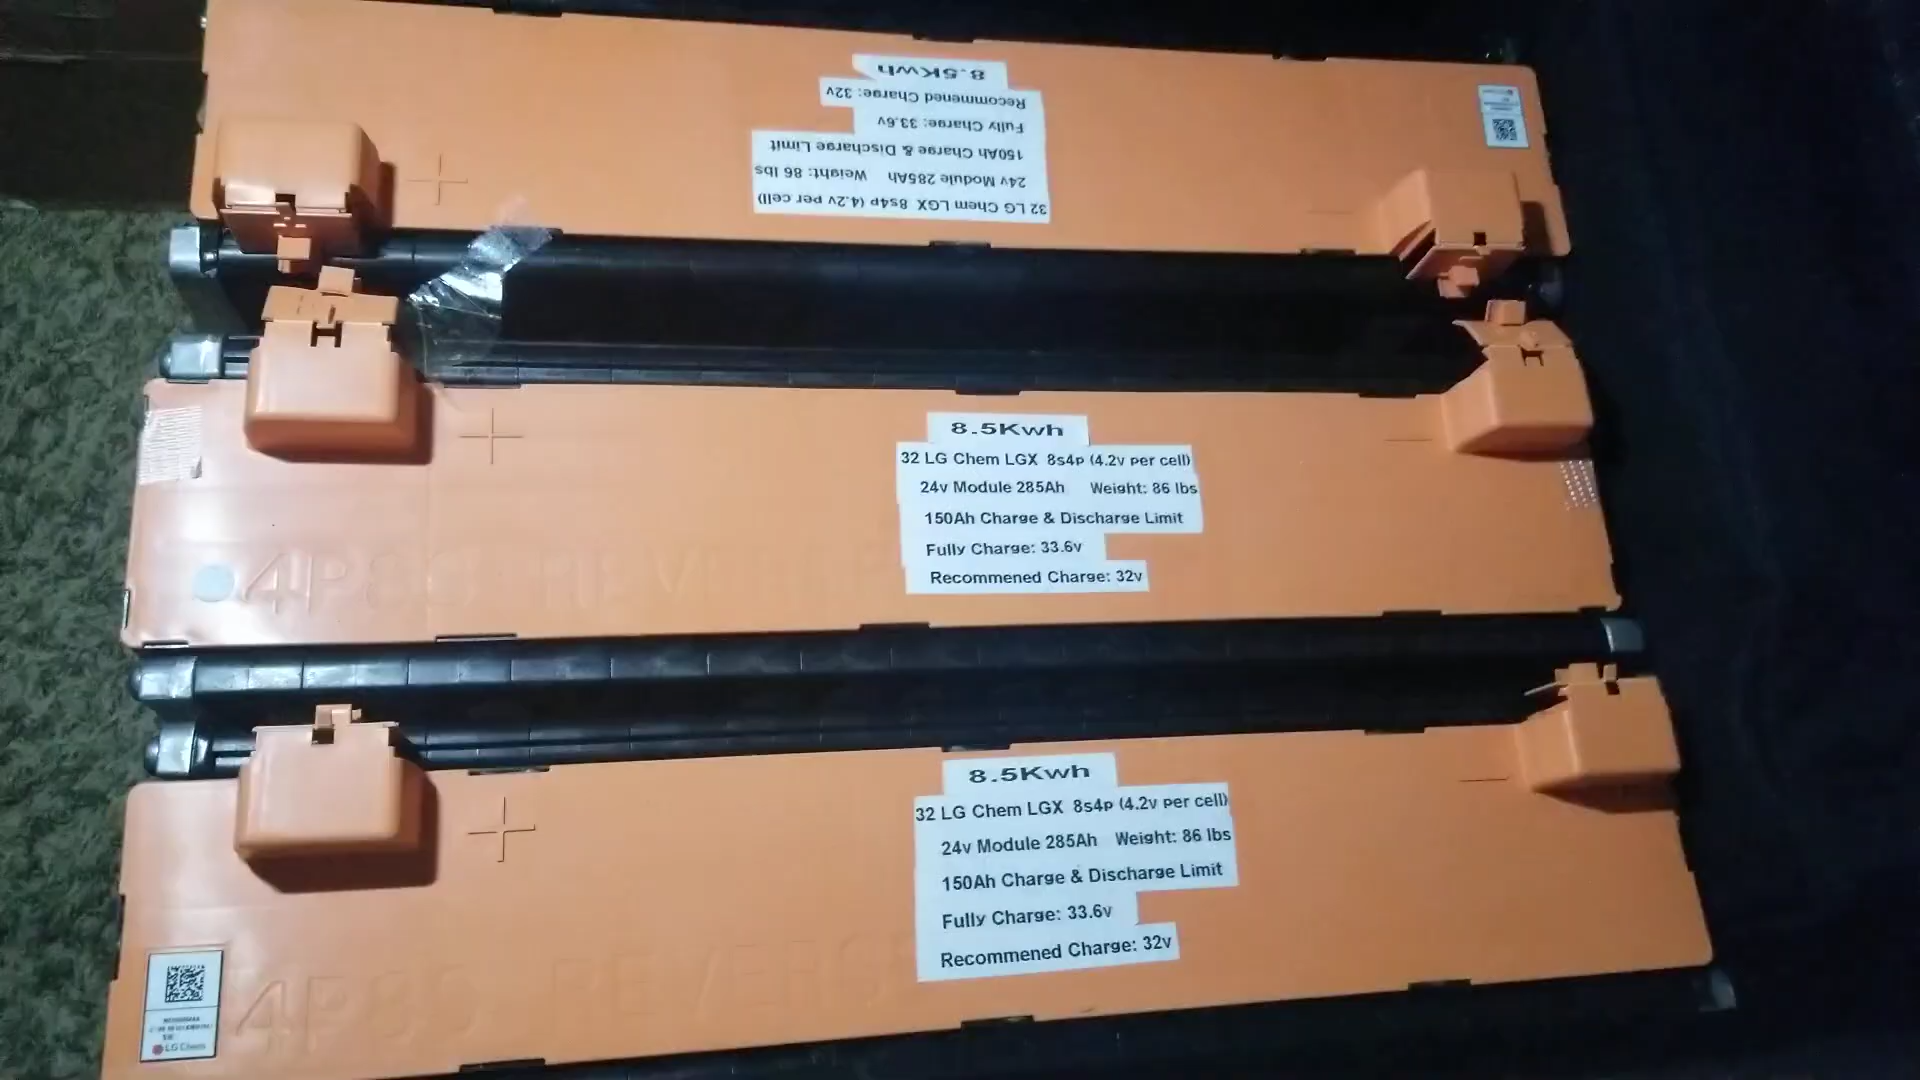 8.5Kwh
Recommened Charge: 32v
Fully Charge: 33.6v
150Ah Charge & Discharge Limit
24v Module 285Ah Weight: 86 lbs
32 LG Chem LGX 8s4p (4.2v per cell)
8.5Kwh
32 LG Chem LGX 8s4p (4.2v per cell)
24v Module 285Ah Weight: 86 lbs
150Ah Charge & Discharge Limit
Fully Charge: 33.6v
Recommened Charge: 32v
4P8S REVERSE
8.5Kwh
32 LG Chem LGX 8s4p (4.2v per cell)
24v Module 285Ah Weight: 86 lbs
150Ah Charge & Discharge Limit
Fully Charge: 33.6v
Recommened Charge: 32v
4P8S REVERSE
LG Chem